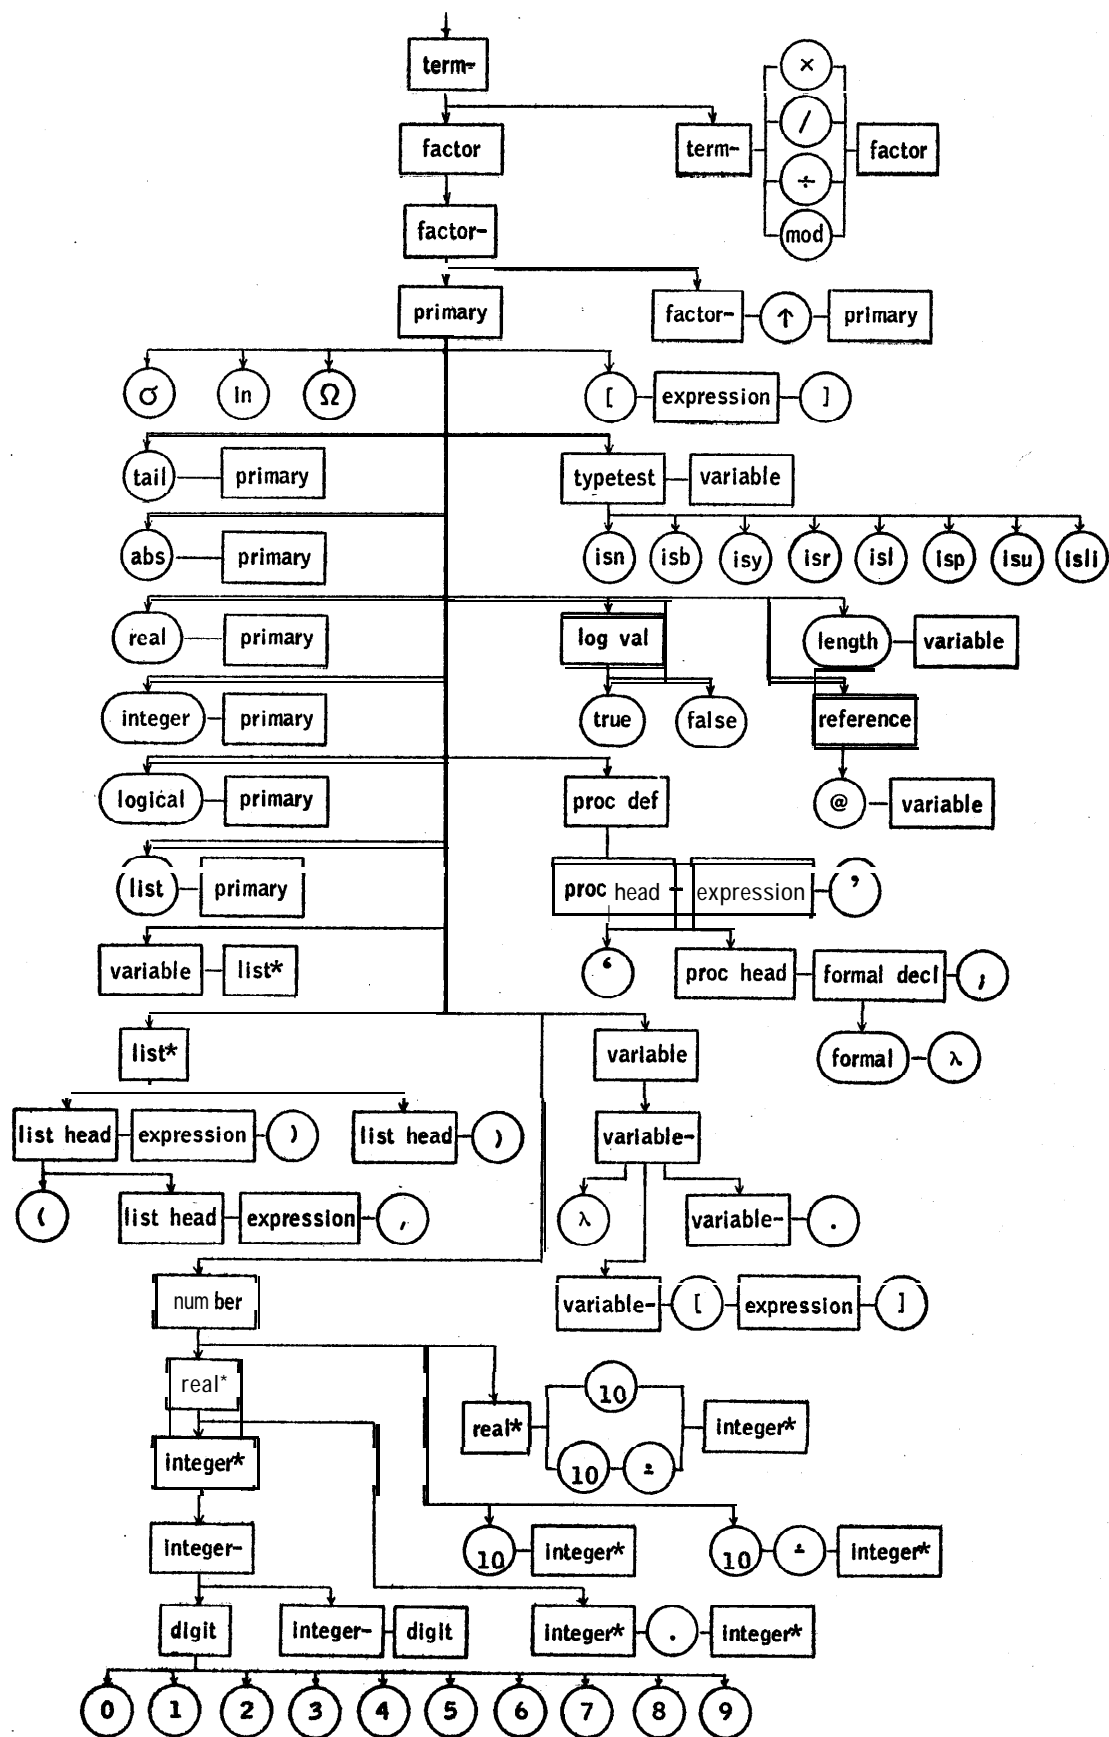 term-
×
/
factor
term-
factor
÷
factor-
mod
primary
factor- ↑ primary
σ in Ω [ expression ]
tail primary typetest variable
abs primary isn isb isy isr isl isp isu isli
real primary log val length variable
integer primary true false reference
logical primary proc def @ variable
list primary proc head expression ’
variable list* ‘ proc head formal decl ;
list* variable formal λ
list head expression ) list head ) variable-
( list head expression , λ variable- .
number variable- [ expression ]
real* 10
real* integer*
integer* 10
integer- 10 integer* 10 integer*
digit integer- digit integer* . integer*
0 1 2 3 4 5 6 7 8 9